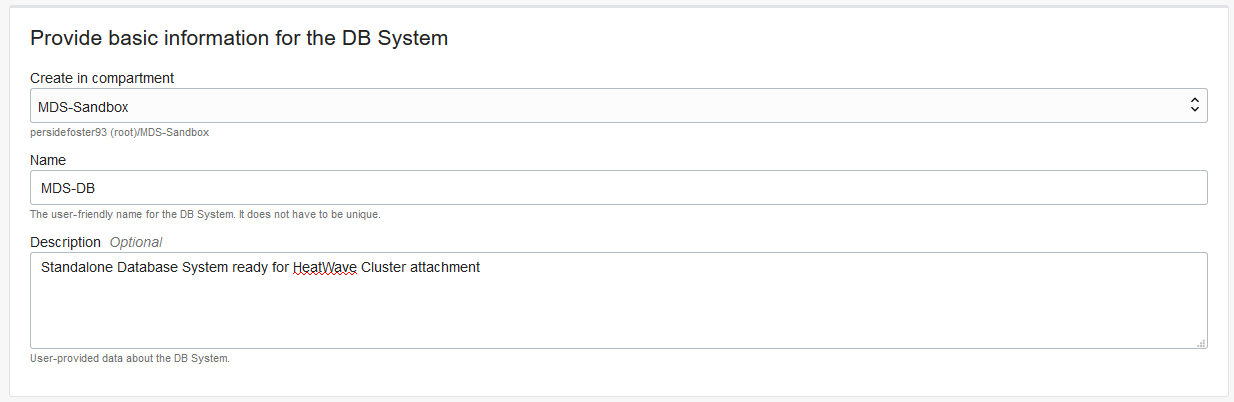 Provide basic information for the DB System
Create in compartment
MDS-Sandbox
persidefoster93 (root)/MDS-Sandbox
Name
MDS-DB
The user-friendly name for the DB System. It does not have to be unique.
Description Optional
Standalone Database System ready for HeatWave Cluster attachment
User-provided data about the DB System.